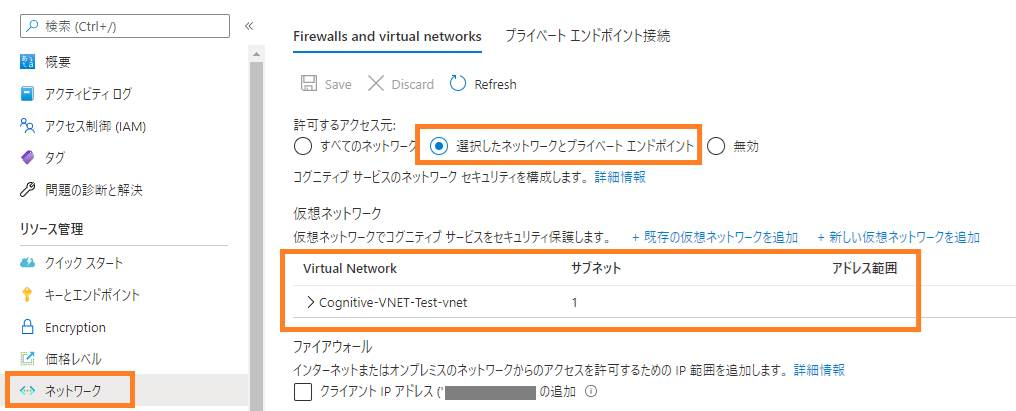 検索 (Ctrl+/)
«
概要
アクティビティ ログ
アクセス制御 (IAM)
タグ
問題の診断と解決
リソース管理
クイック スタート
キーとエンドポイント
Encryption
価格レベル
ネットワーク
Firewalls and virtual networks プライベート エンドポイント接続
Save Discard Refresh
許可するアクセス元:
すべてのネットワーク 選択したネットワークとプライベート エンドポイント 無効
コグニティブ サービスのネットワーク セキュリティを構成します。 詳細情報
仮想ネットワーク
仮想ネットワークでコグニティブ サービスをセキュリティ保護します。 + 既存の仮想ネットワークを追加 + 新しい仮想ネットワークを追加
Virtual Network サブネット アドレス範囲
Cognitive-VNET-Test-vnet 1
ファイアウォール
インターネットまたはオンプレミスのネットワークからのアクセスを許可するための IP 範囲を追加します。 詳細情報
クライアント IP アドレス (' の追加